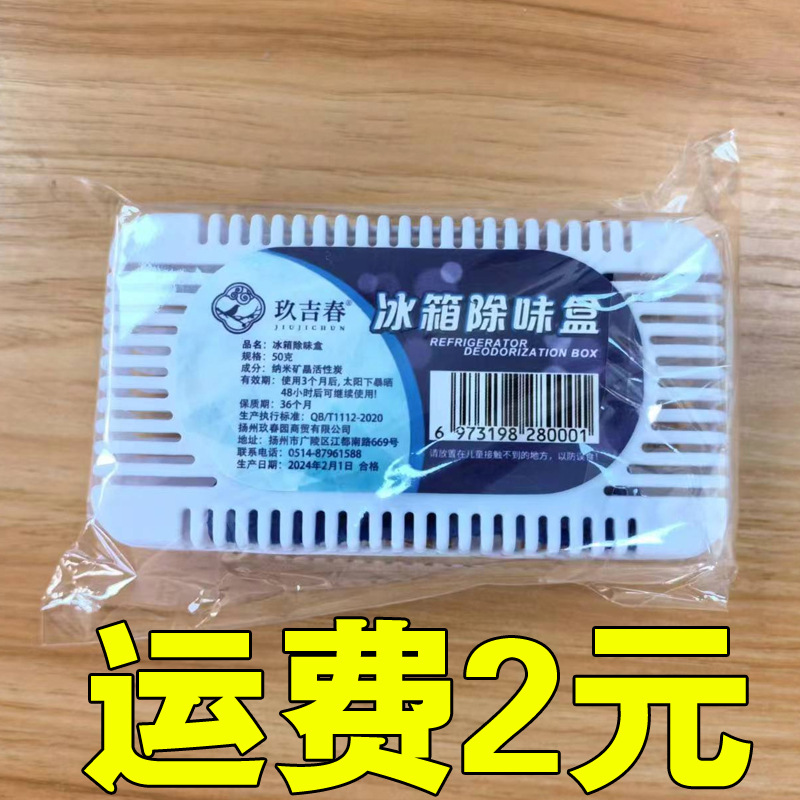 玖吉春®
JIUJICHUN
冰箱除味盒
REFRIGERATOR
DEODORIZATION BOX
品名：冰箱除味盒
规格：50克
成分：纳米矿晶活性炭
有效期：使用3个月后,太阳下暴晒
48小时后可继续使用!
保质期：36个月
生产执行标准：QB/T1112-2020
扬州玖春园商贸有限公司
地址：扬州市广陵区江都南路669号
联系电话：0514-87961588
生产日期：2024年2月1日 合格
6 973198 280001
请放置在儿童接触不到的地方，以防误食!
运费2元